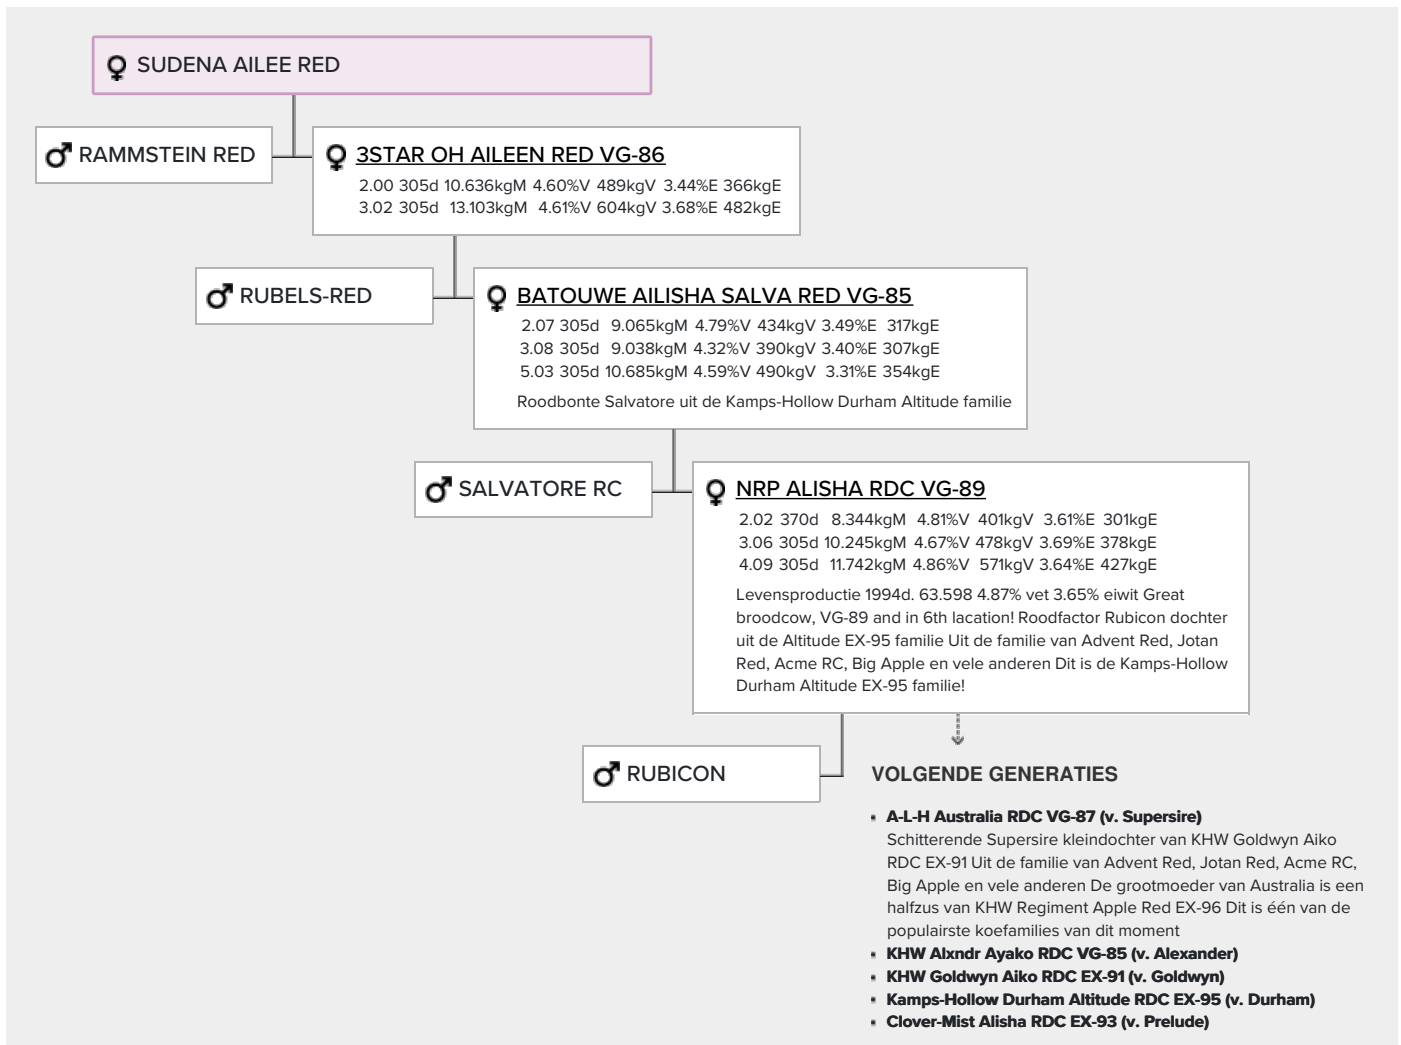 SUDENA AILEE RED
RAMMSTEIN RED
3STAR OH AILEEN RED VG-86
2.00 305d 10.636kgM 4.60%V 489kgV 3.44%E 366kgE
3.02 305d 13.103kgM 4.61%V 604kgV 3.68%E 482kgE
RUBELS-RED
BATOUWE AILISHA SALVA RED VG-85
2.07 305d 9.065kgM 4.79%V 434kgV 3.49%E 317kgE
3.08 305d 9.038kgM 4.32%V 390kgV 3.40%E 307kgE
5.03 305d 10.685kgM 4.59%V 490kgV 3.31%E 354kgE
Roodbonte Salvatore uit de Kamps-Hollow Durham Altitude familie
SALVATORE RC
NRP ALISHA RDC VG-89
2.02 370d 8.344kgM 4.81%V 401kgV 3.61%E 301kgE
3.06 305d 10.245kgM 4.67%V 478kgV 3.69%E 378kgE
4.09 305d 11.742kgM 4.86%V 571kgV 3.64%E 427kgE
Levensproductie 1994d. 63.598 4.87% vet 3.65% eiwit Great
broodcow, VG-89 and in 6th lacation! Roodfactor Rubicon dochter
uit de Altitude EX-95 familie Uit de familie van Advent Red, Jotan
Red, Acme RC, Big Apple en vele anderen Dit is de Kamps-Hollow
Durham Altitude EX-95 familie!
RUBICON
VOLGENDE GENERATIES
A-L-H Australia RDC VG-87 (v. Supersire)
Schitterende Supersire kleindochter van KHW Goldwyn Aiko
RDC EX-91 Uit de familie van Advent Red, Jotan Red, Acme RC,
Big Apple en vele anderen De grootmoeder van Australia is een
halfzus van KHW Regiment Apple Red EX-96 Dit is één van de
populairste koefamilies van dit moment
KHW Alxndr Ayako RDC VG-85 (v. Alexander)
KHW Goldwyn Aiko RDC EX-91 (v. Goldwyn)
Kamps-Hollow Durham Altitude RDC EX-95 (v. Durham)
Clover-Mist Alisha RDC EX-93 (v. Prelude)